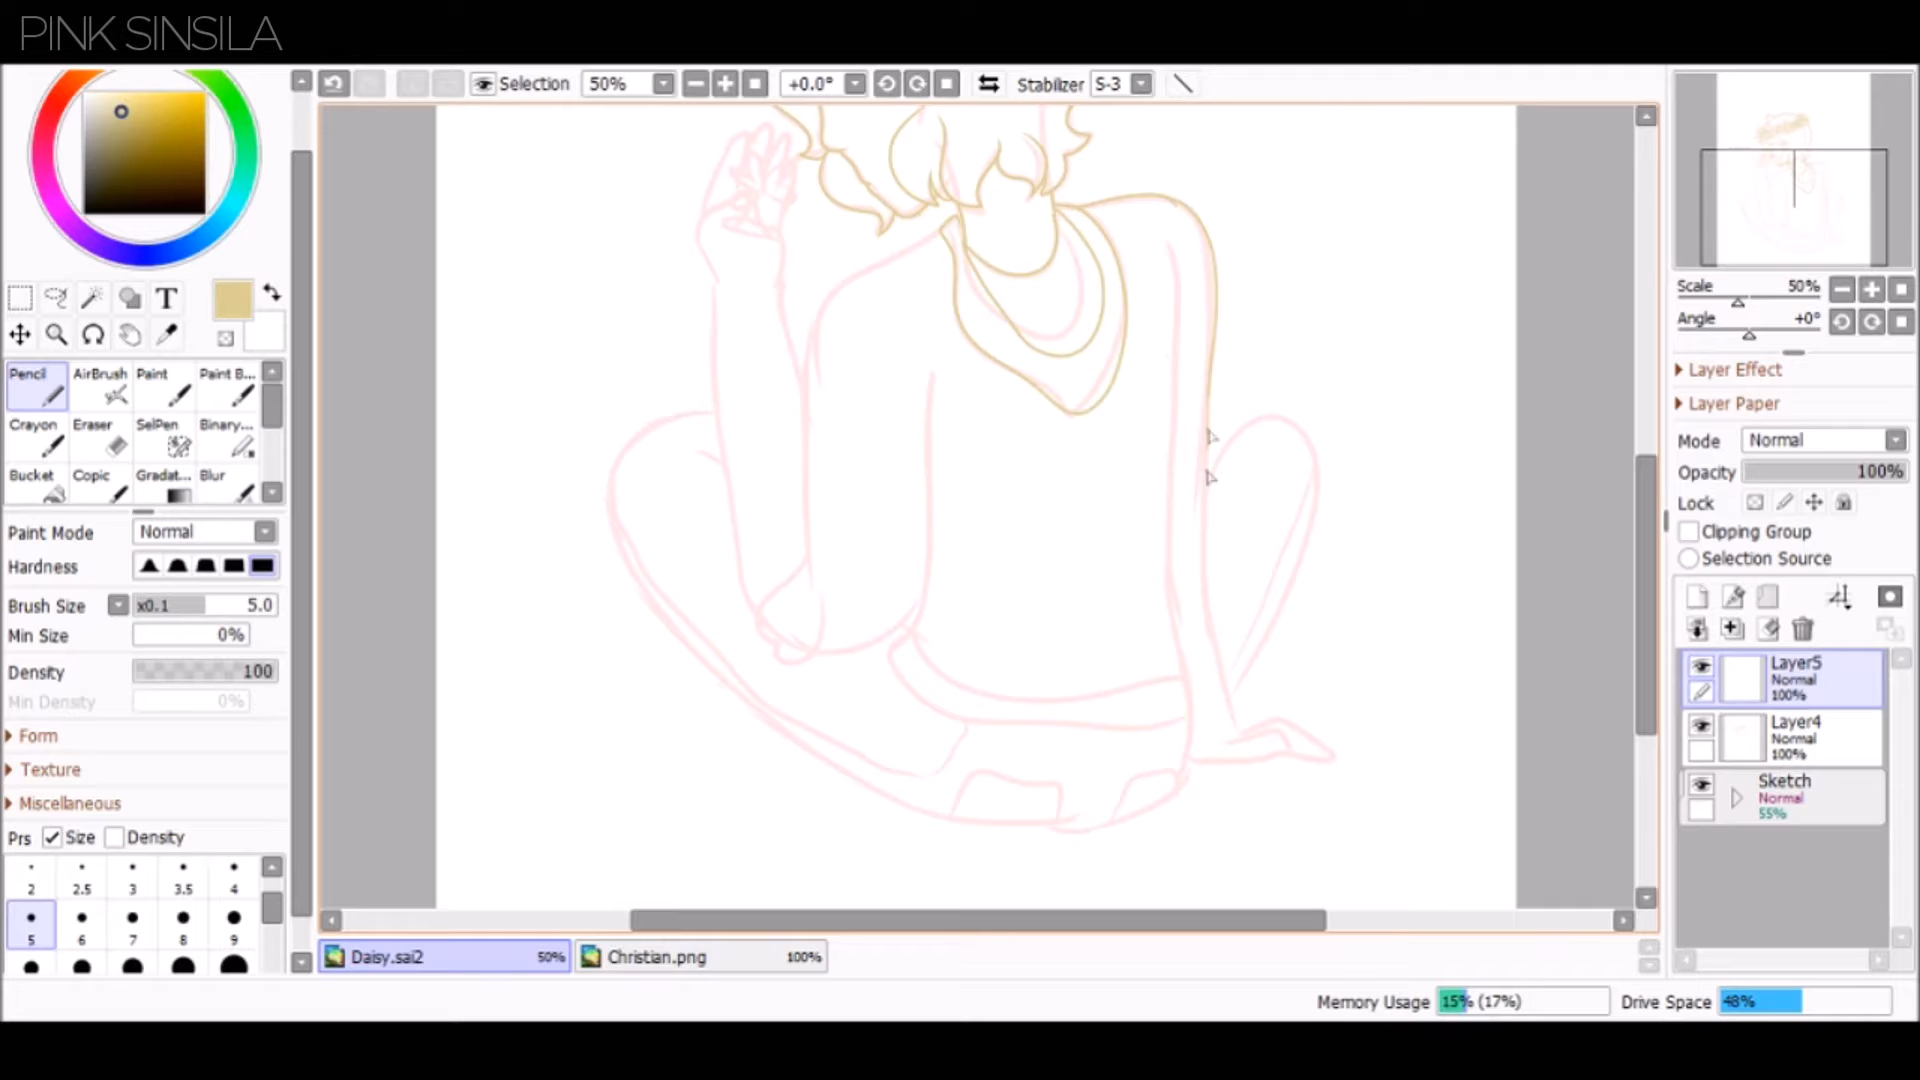 PINK SINSILA
Selection 50% +0.0° Stabilizer S-3
Pencil AirBrush Paint Paint B...
Crayon Eraser SelPen Binary...
Bucket Copic Gradat... Blur
Paint Mode Normal
Hardness
Brush Size x0.1 5.0
Min Size 0%
Density 100
Min Density 0%
Form
Texture
Miscellaneous
Prs Size Density
2 2.5 3 3.5 4
5 6 7 8 9
Daisy.sai2 50% Christian.png 100%
Scale 50%
Angle +0°
Layer Effect
Layer Paper
Mode Normal
Opacity 100%
Lock
Clipping Group
Selection Source
Layer5
Normal
100%
Layer4
Normal
100%
Sketch
Normal
55%
Memory Usage 15% (17%) Drive Space 48%